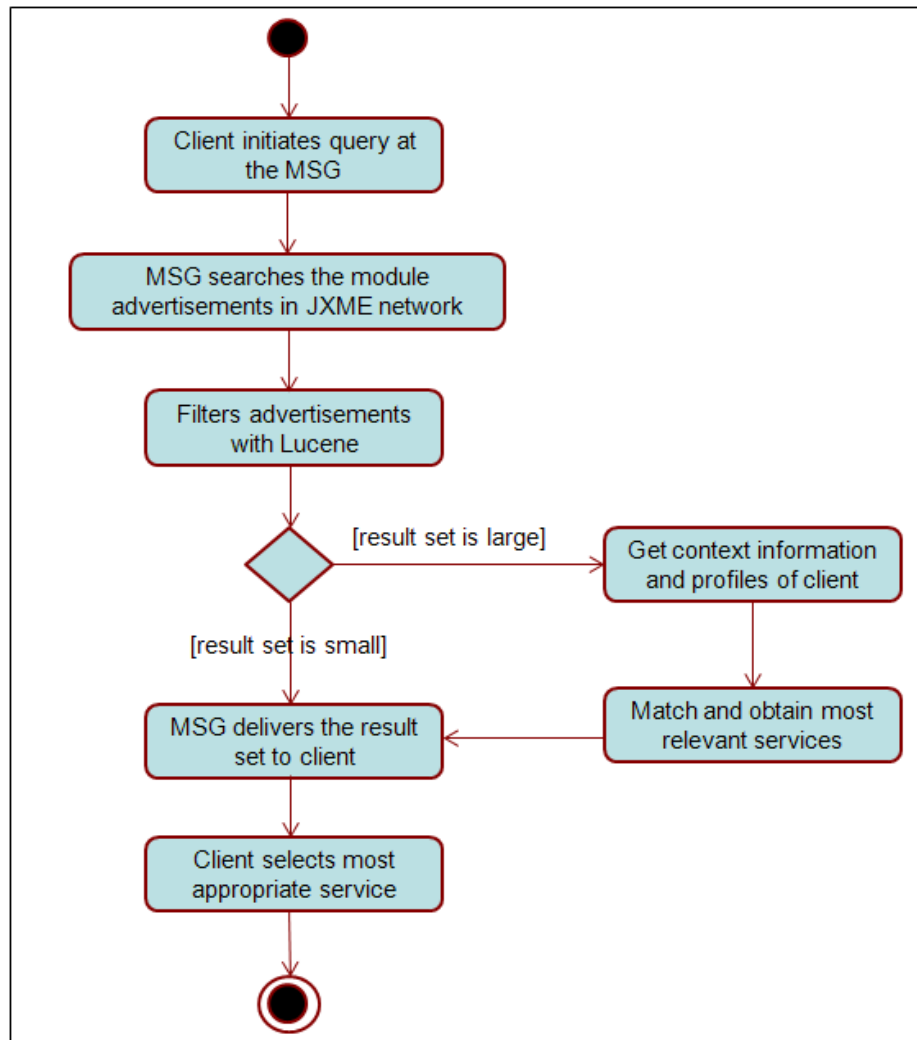 Client initiates query at
the MSG
MSG searches the module
advertisements in JXME network
Filters advertisements
with Lucene
[result set is large]
Get context information
and profiles of client
[result set is small]
Match and obtain most
relevant services
MSG delivers the result
set to client
Client selects most
appropriate service